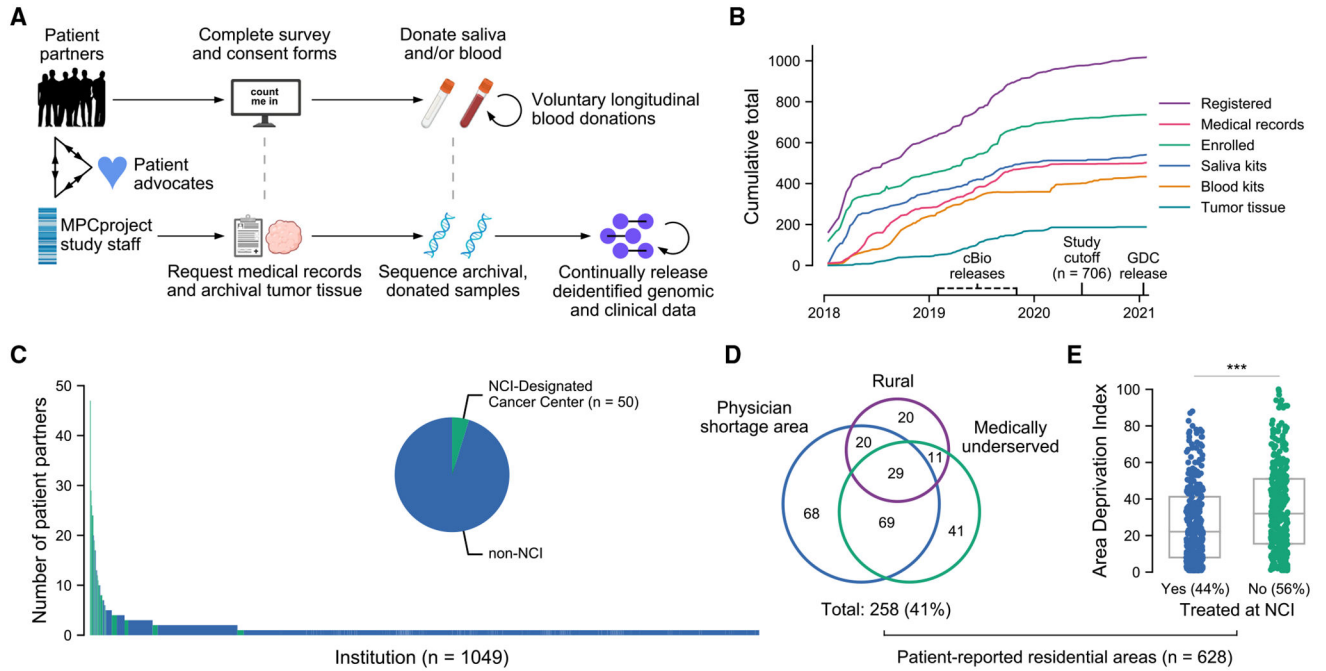 A
Patient
partners
Complete survey
and consent forms
Donate saliva
and/or blood
count
me in
Voluntary longitudinal
blood donations
Patient
advocates
MPCproject
study staff
Request medical records
and archival tumor tissue
Sequence archival,
donated samples
Continually release
deidentified genomic
and clinical data
B
Cumulative total
1000
800
600
400
200
0
Registered
Medical records
Enrolled
Saliva kits
Blood kits
Tumor tissue
cBio
releases
Study
cutoff
(n = 706)
GDC
release
2018
2019
2020
2021
C
Number of patient partners
50
40
30
20
10
0
NCI-Designated
Cancer Center (n = 50)
non-NCI
Institution (n = 1049)
D
Rural
Physician
shortage area
Medically
underserved
20
20
11
29
68
69
41
Total: 258 (41%)
E
***
Area Deprivation Index
100
80
60
40
20
0
Yes (44%)
No (56%)
Treated at NCI
Patient-reported residential areas (n = 628)